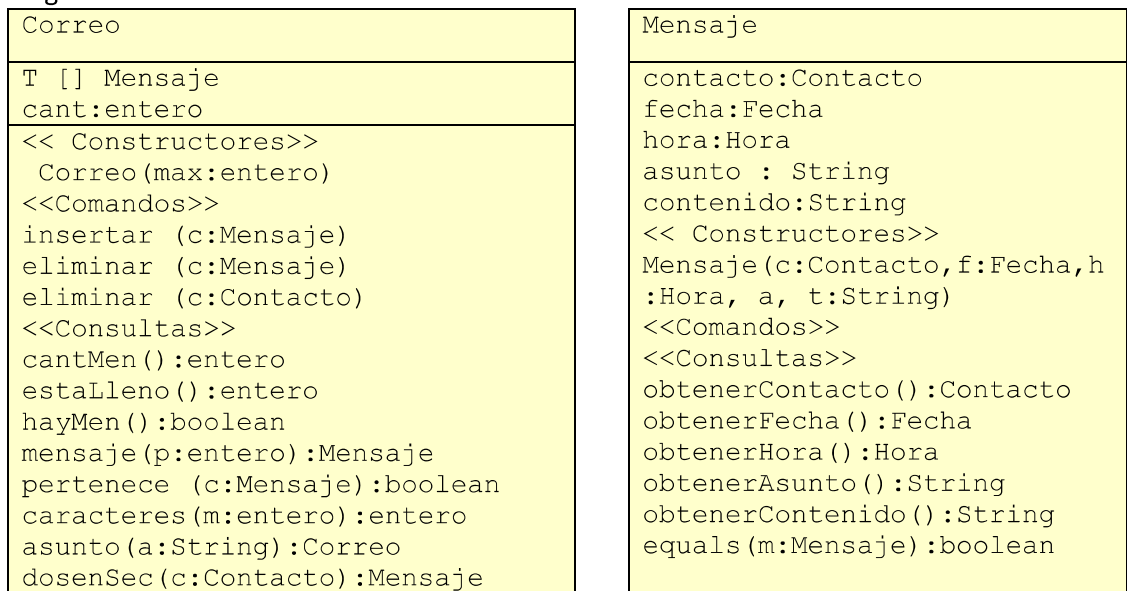 Correo
T [] Mensaje
cant:entero
<< Constructores>>
Correo(max:entero)
<<Comandos>>
insertar (c:Mensaje)
eliminar (c:Mensaje)
eliminar (c:Contacto)
<<Consultas>>
cantMen():entero
estaLleno():entero
hayMen():boolean
mensaje(p:entero):Mensaje
pertenece (c:Mensaje):boolean
caracteres(m:entero):entero
asunto(a:String):Correo
dosenSec(c:Contacto):Mensaje
Mensaje
contacto:Contacto
fecha:Fecha
hora:Hora
asunto : String
contenido:String
<< Constructores>>
Mensaje(c:Contacto,f:Fecha,h
:Hora, a, t:String)
<<Comandos>>
<<Consultas>>
obtenerContacto():Contacto
obtenerFecha():Fecha
obtenerHora():Hora
obtenerAsunto():String
obtenerContenido():String
equals(m:Mensaje):boolean